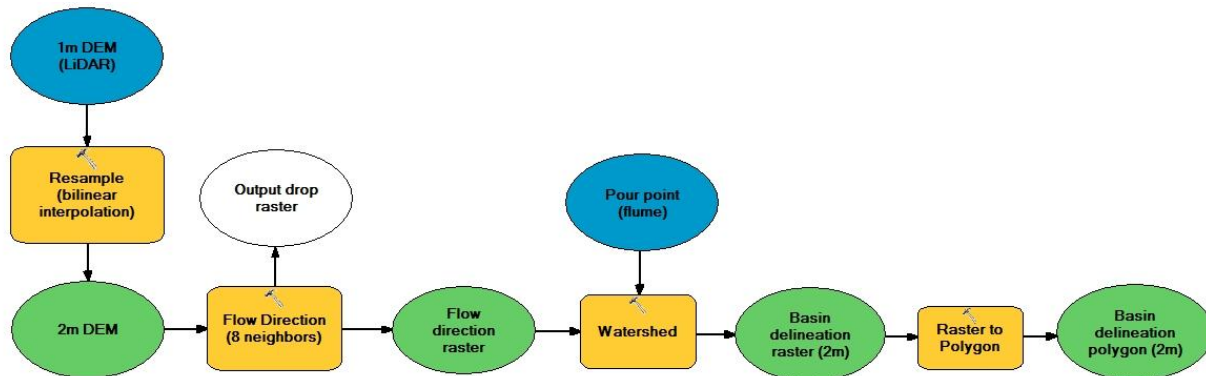 1m DEM
(LiDAR)
Resample
(bilinear
interpolation)
2m DEM
Output drop
raster
Flow Direction
(8 neighbors)
Flow
direction
raster
Pour point
(flume)
Watershed
Basin
delineation
raster (2m)
Raster to
Polygon
Basin
delineation
polygon (2m)